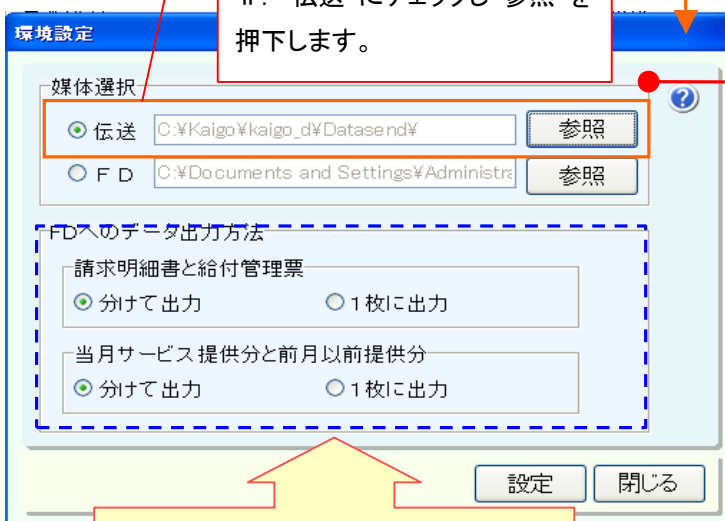 押下します。
環境設定
媒体選択
伝送 C:¥Kaigo¥kaigo_d¥Datasend¥ 参照
ＦＤ C:¥Documents and Settings¥Administra 参照
FDへのデータ出力方法
請求明細書と給付管理票
分けて出力 1枚に出力
当月サービス提供分と前月以前提供分
分けて出力 1枚に出力
設定 閉じる